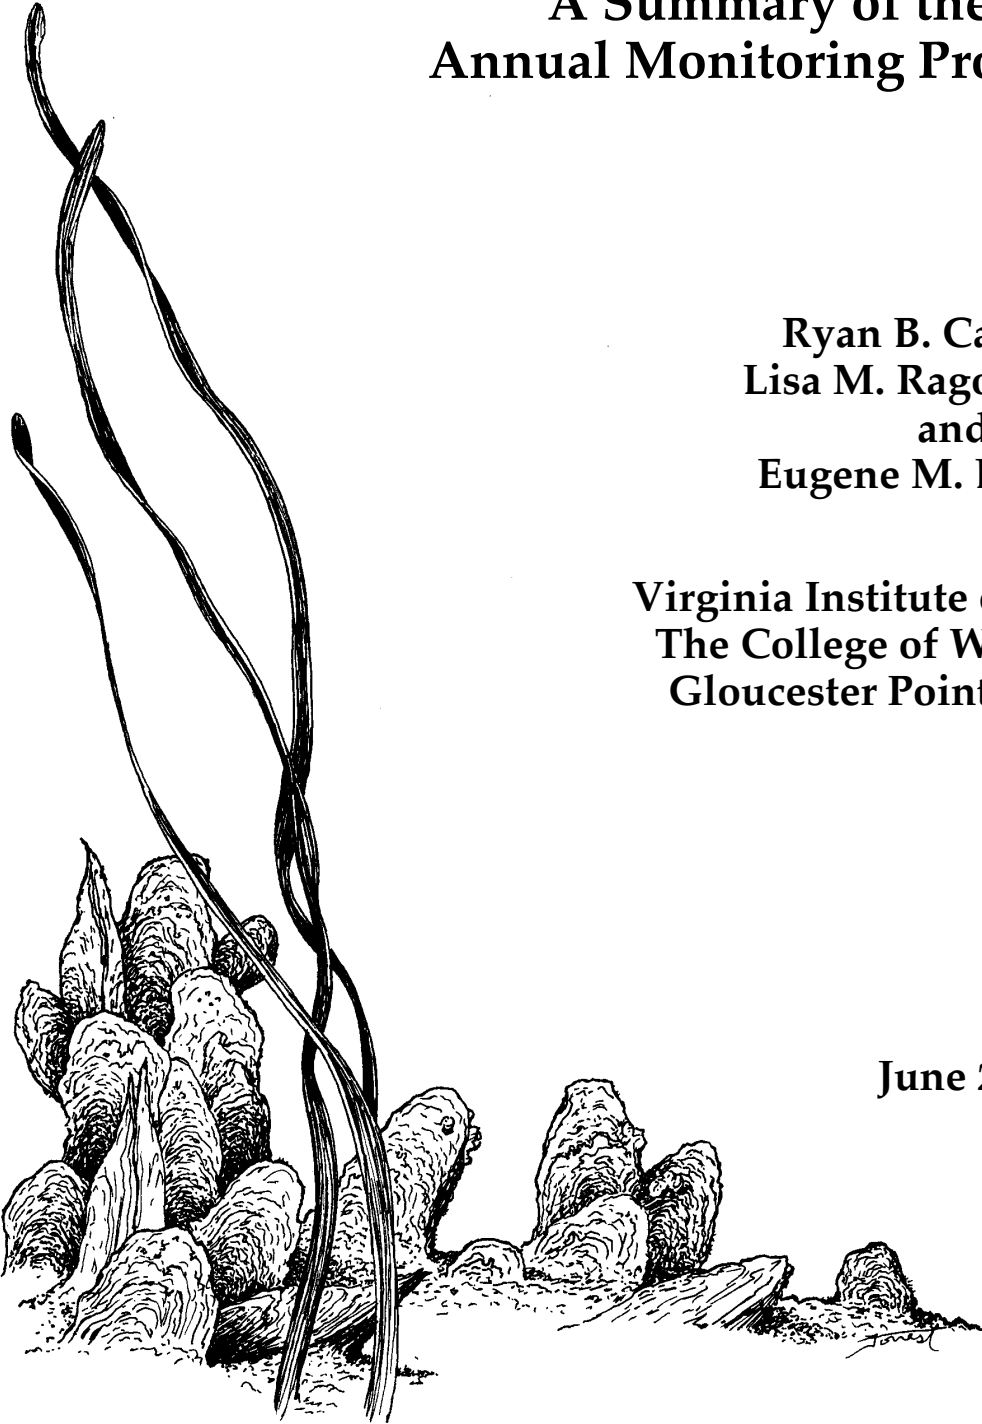 A Summary of the
Annual Monitoring Pro
Ryan B. Ca
Lisa M. Rago
and
Eugene M.
Virginia Institute
The College of W
Gloucester Point
June 2
Forrest